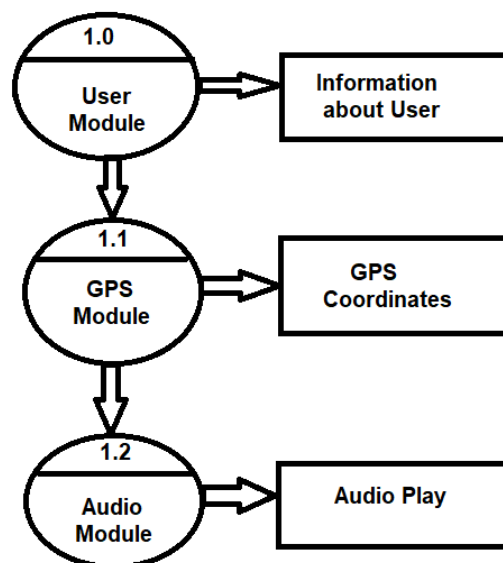 1.0
User
Module
Information
about User
1.1
GPS
Module
GPS
Coordinates
1.2
Audio
Module
Audio Play